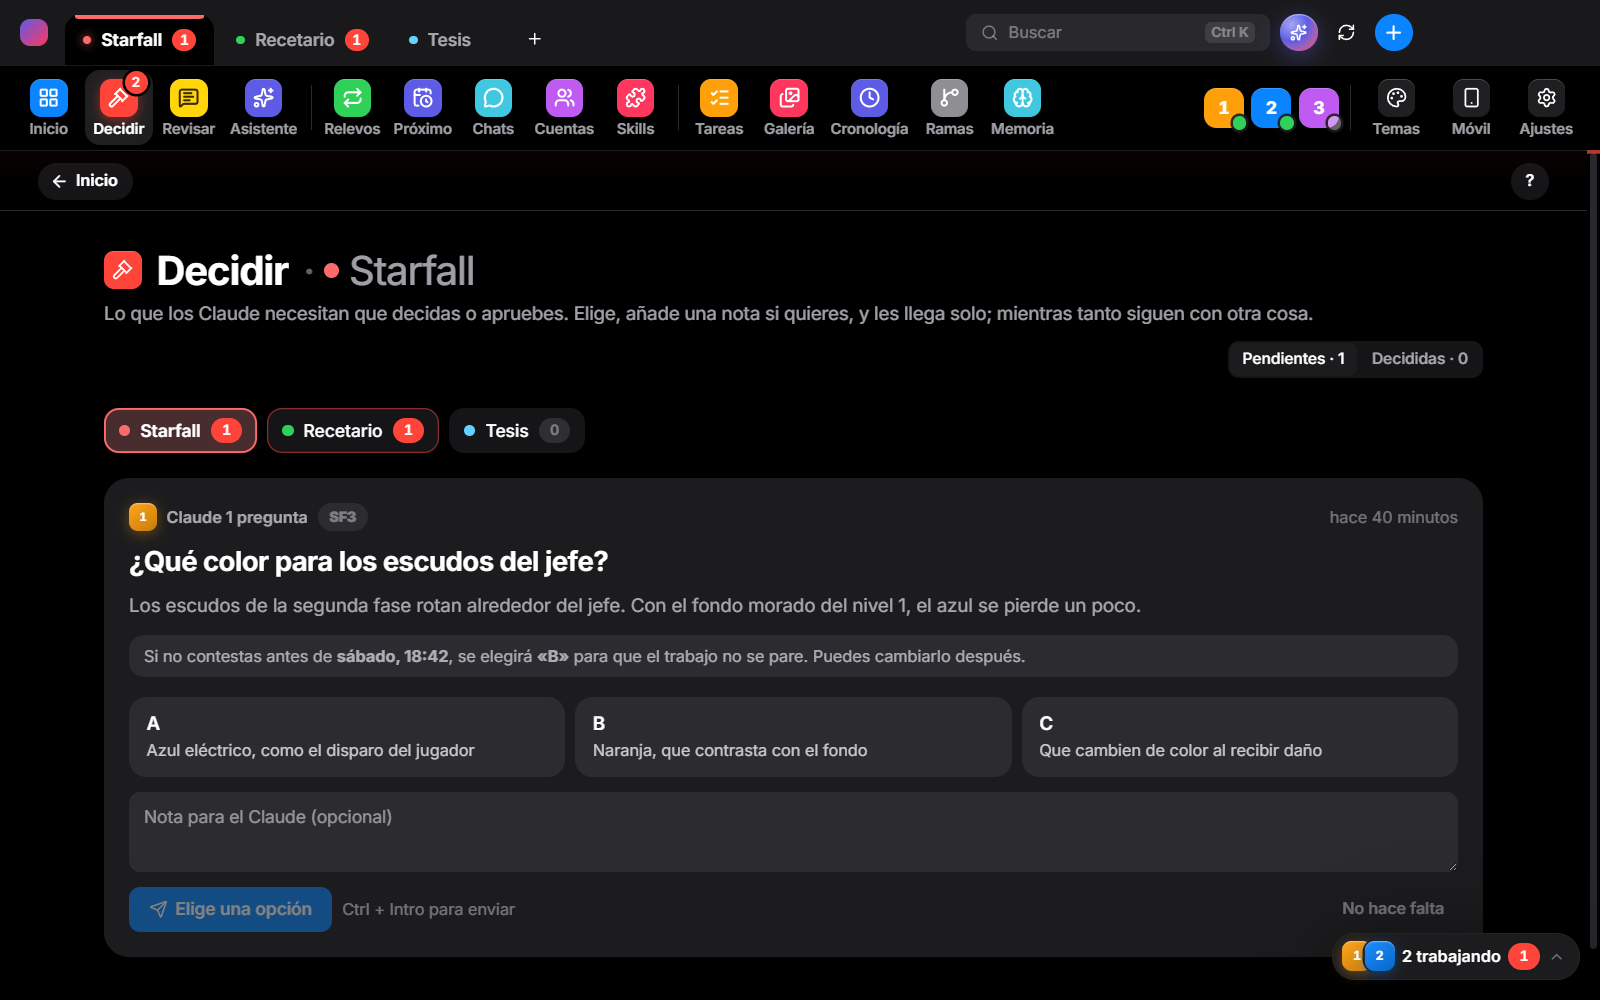 Starfall 1
Recetario 1
Tesis
+
Buscar Ctrl K
Inicio
Decidir 2
Revisar
Asistente
Relevos
Próximo
Chats
Cuentas
Skills
Tareas
Galería
Cronología
Ramas
Memoria
1 2 3
Temas
Móvil
Ajustes
← Inicio
?
Decidir · Starfall
Lo que los Claude necesitan que decidas o apruebes. Elige, añade una nota si quieres, y les llega solo; mientras tanto siguen con otra cosa.
Pendientes · 1 Decididas · 0
Starfall 1 Recetario 1 Tesis 0
1 Claude 1 pregunta SF3 hace 40 minutos
¿Qué color para los escudos del jefe?
Los escudos de la segunda fase rotan alrededor del jefe. Con el fondo morado del nivel 1, el azul se pierde un poco.
Si no contestas antes de sábado, 18:42, se elegirá «B» para que el trabajo no se pare. Puedes cambiarlo después.
A
Azul eléctrico, como el disparo del jugador
B
Naranja, que contrasta con el fondo
C
Que cambien de color al recibir daño
Nota para el Claude (opcional)
Elige una opción Ctrl + Intro para enviar No hace falta
1 2 2 trabajando 1